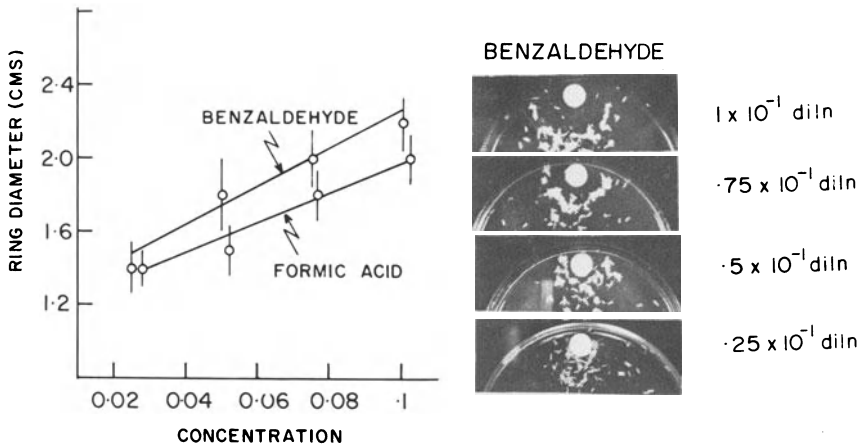 RING DIAMETER (CMS)
2·4
2·0
1·6
1·2
BENZALDEHYDE
FORMIC ACID
0·02 0·04 0·06 0·08 ·1
CONCENTRATION
BENZALDEHYDE
1 x 10⁻¹ diln
·75 x 10⁻¹ diln
·5 x 10⁻¹ diln
·25 x 10⁻¹ diln